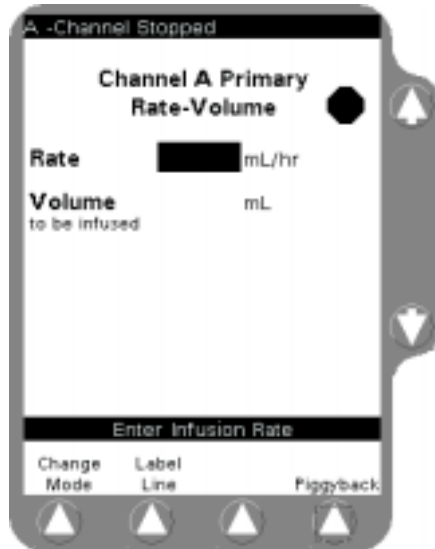 A -Channel Stopped
Channel A Primary
Rate-Volume
Rate mL/hr
Volume mL
to be infused
Enter Infusion Rate
Change Label
Mode Line Piggyback